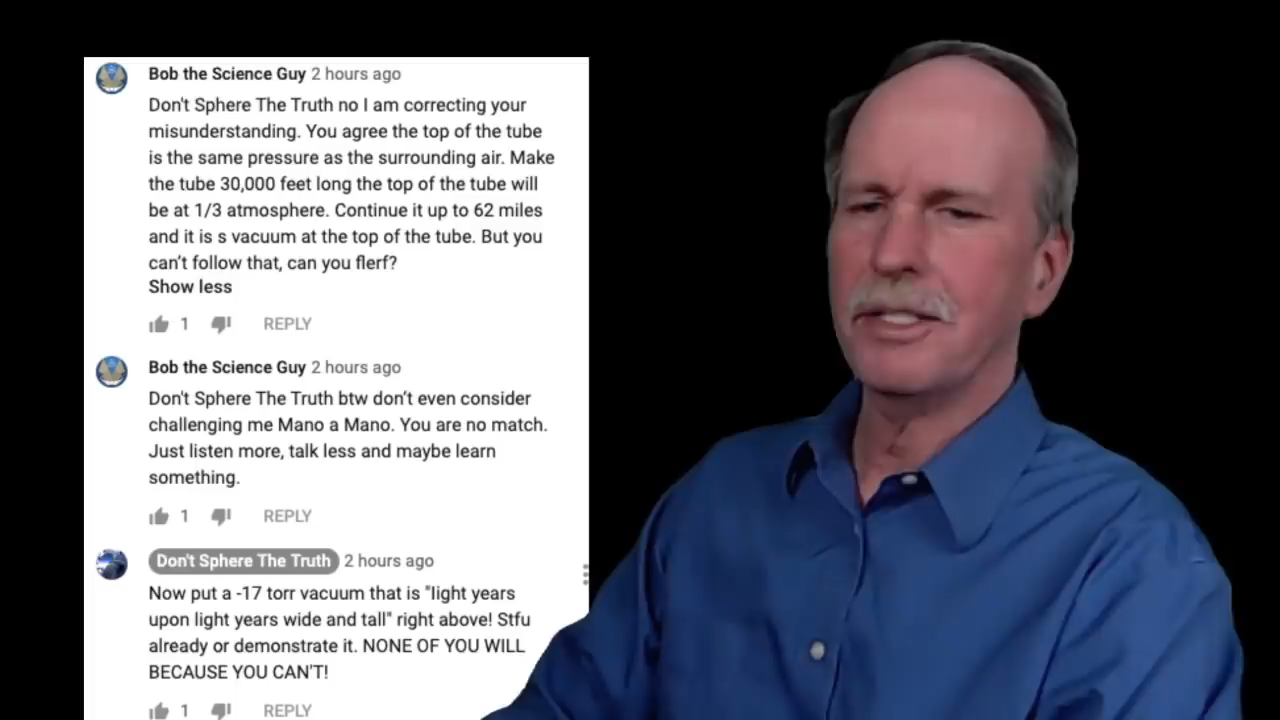 Bob the Science Guy 2 hours ago
Don't Sphere The Truth no I am correcting your
misunderstanding. You agree the top of the tube
is the same pressure as the surrounding air. Make
the tube 30,000 feet long the top of the tube will
be at 1/3 atmosphere. Continue it up to 62 miles
and it is s vacuum at the top of the tube. But you
can't follow that, can you flerf?
Show less
1 REPLY
Bob the Science Guy 2 hours ago
Don't Sphere The Truth btw don't even consider
challenging me Mano a Mano. You are no match.
Just listen more, talk less and maybe learn
something.
1 REPLY
Don't Sphere The Truth 2 hours ago
Now put a -17 torr vacuum that is "light years
upon light years wide and tall" right above! Stfu
already or demonstrate it. NONE OF YOU WILL
BECAUSE YOU CAN'T!
1 REPLY